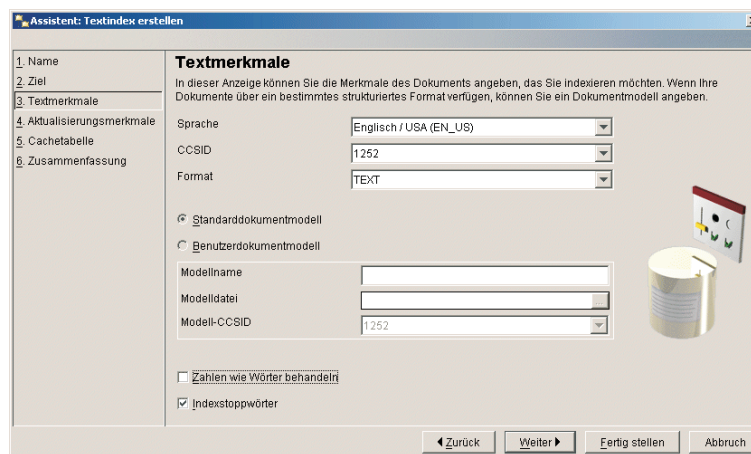 Assistent: Textindex erstellen
1. Name
2. Ziel
3. Textmerkmale
4. Aktualisierungsmerkmale
5. Cachetabelle
6. Zusammenfassung
Textmerkmale
In dieser Anzeige können Sie die Merkmale des Dokuments angeben, das Sie indexieren möchten. Wenn Ihre
Dokumente über ein bestimmtes strukturiertes Format verfügen, können Sie ein Dokumentmodell angeben.
Sprache Englisch / USA (EN_US)
CCSID 1252
Format TEXT
Standarddokumentmodell
Benutzerdokumentmodell
Modellname
Modelldatei ...
Modell-CCSID 1252
Zahlen wie Wörter behandeln
Indexstoppwörter
Zurück Weiter Fertig stellen Abbruch